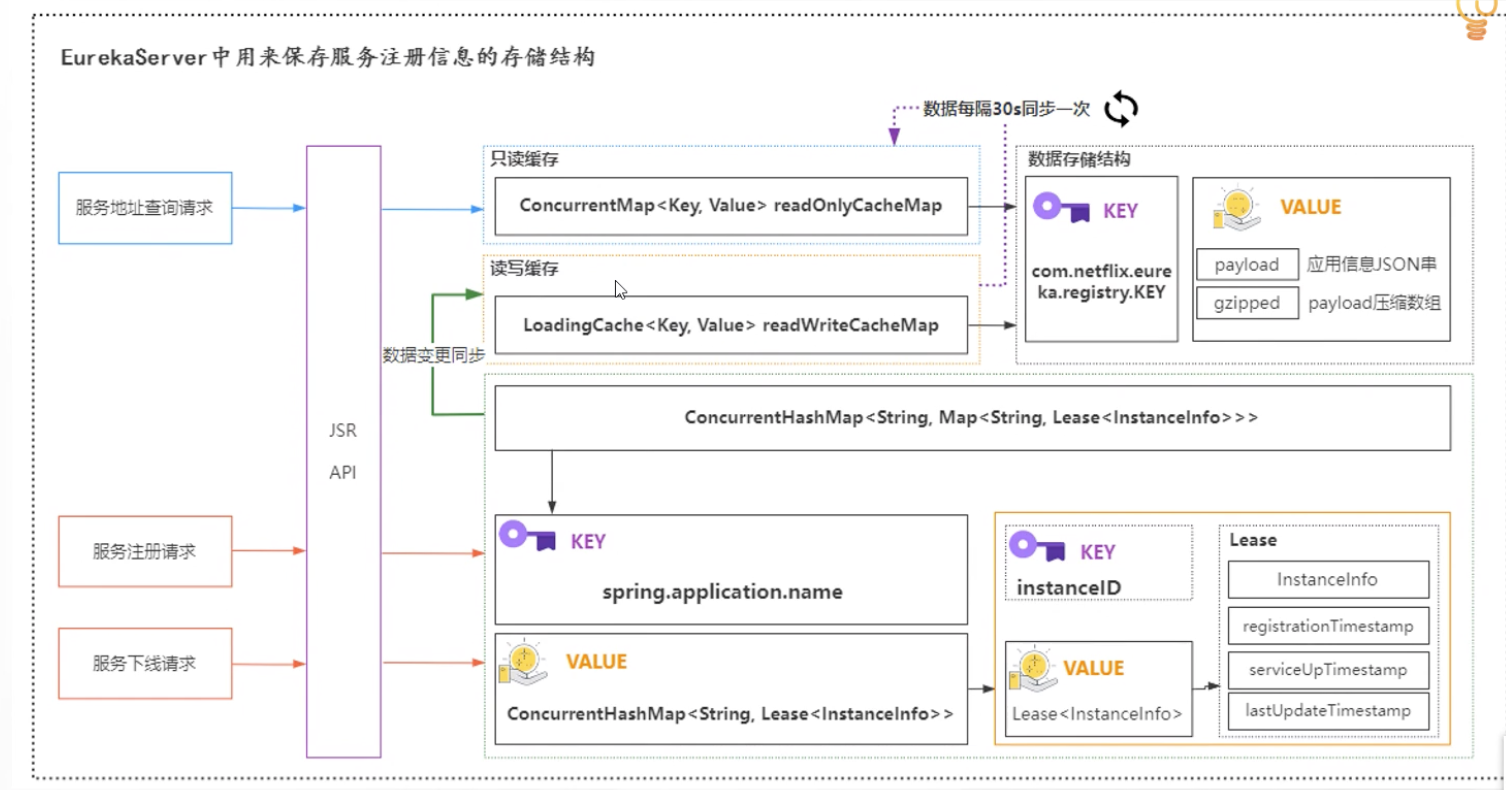 EurekaServer中用来保存服务注册信息的存储结构
数据每隔30s同步一次
只读缓存
数据存储结构
服务地址查询请求
ConcurrentMap<Key, Value> readOnlyCacheMap
KEY
VALUE
com.netflix.eure
ka.registry.KEY
payload
应用信息JSON串
gzipped
payload压缩数组
读写缓存
LoadingCache<Key, Value> readWriteCacheMap
数据变更同步
JSR
API
ConcurrentHashMap<String, Map<String, Lease<InstanceInfo>>>
服务注册请求
KEY
spring.application.name
KEY
instanceID
Lease
InstanceInfo
registrationTimestamp
serviceUpTimestamp
lastUpdateTimestamp
服务下线请求
VALUE
ConcurrentHashMap<String, Lease<InstanceInfo>>
VALUE
Lease<InstanceInfo>